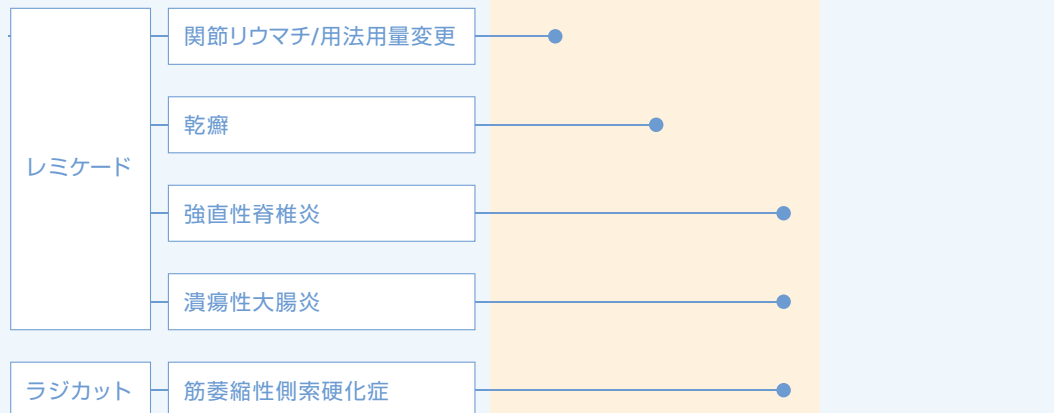 レミケード
関節リウマチ/用法用量変更
乾癬
強直性脊椎炎
潰瘍性大腸炎
ラジカット
筋萎縮性側索硬化症